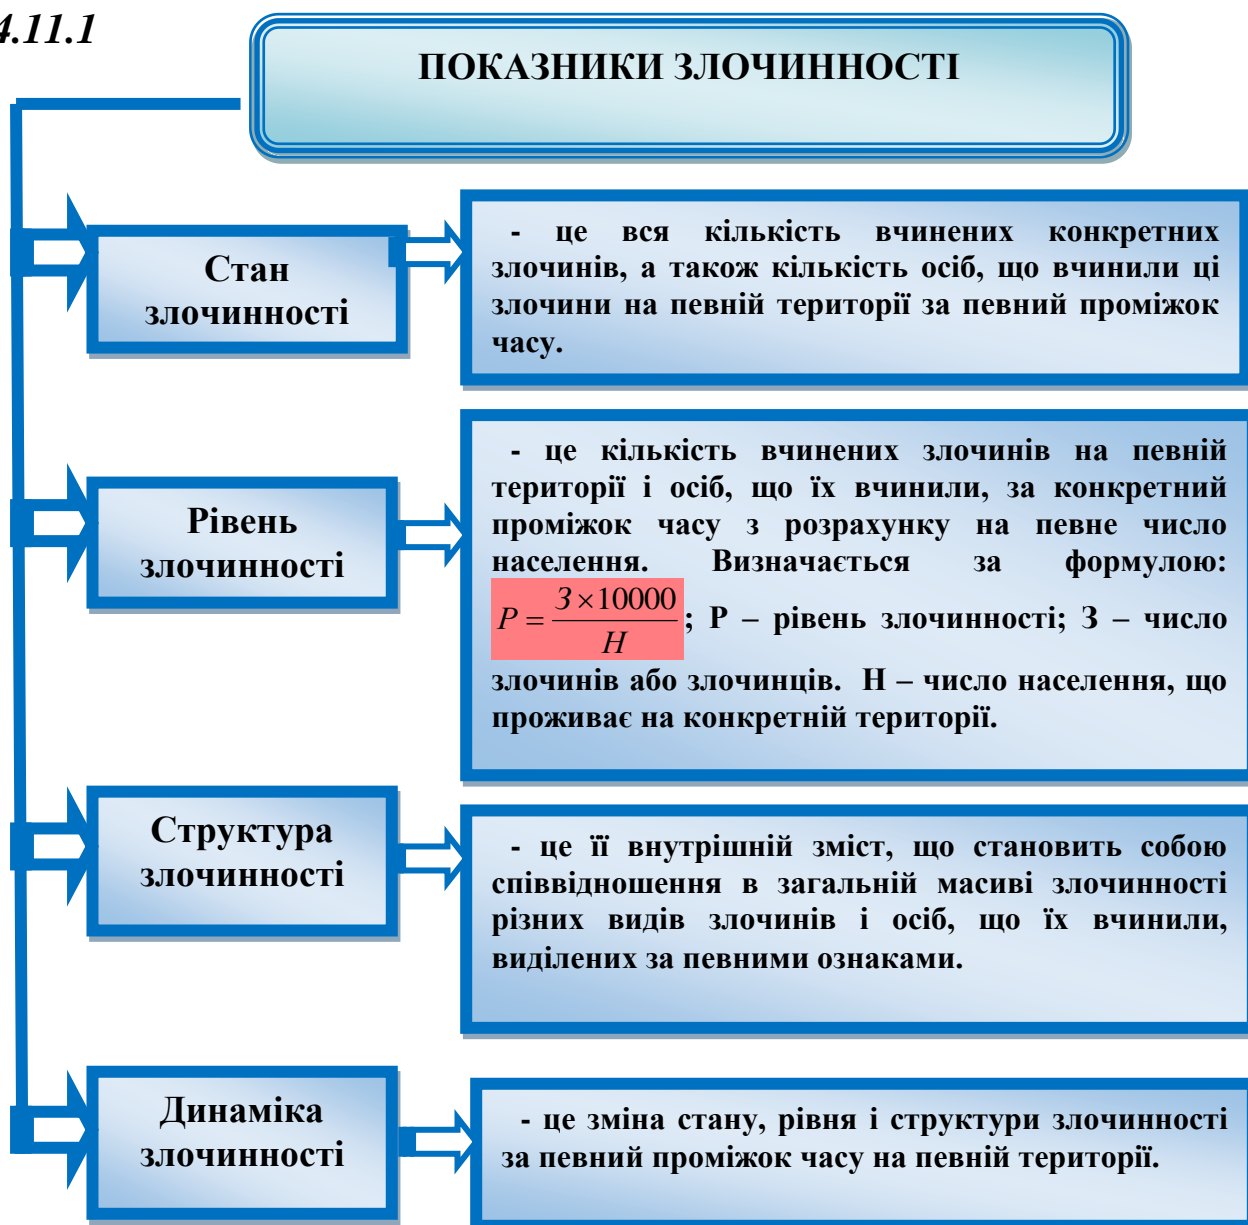 4.11.1
ПОКАЗНИКИ ЗЛОЧИННОСТІ
Стан
злочинності
- це вся кількість вчинених конкретних
злочинів, а також кількість осіб, що вчинили ці
злочини на певній території за певний проміжок
часу.
Рівень
злочинності
- це кількість вчинених злочинів на певній
території і осіб, що їх вчинили, за конкретний
проміжок часу з розрахунку на певне число
населення. Визначається за формулою:
P = З × 10000 / H; Р – рівень злочинності; З – число
злочинів або злочинців. Н – число населення, що
проживає на конкретній території.
Структура
злочинності
- це її внутрішній зміст, що становить собою
співвідношення в загальній масиві злочинності
різних видів злочинів і осіб, що їх вчинили,
виділених за певними ознаками.
Динаміка
злочинності
- це зміна стану, рівня і структури злочинності
за певний проміжок часу на певній території.